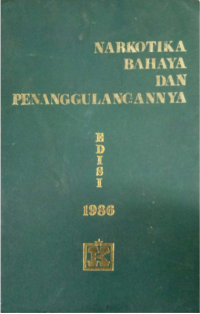 NARKOTIKA
BAHAYA
DAN
PENANGGULANGANNYA
EDISI
1986